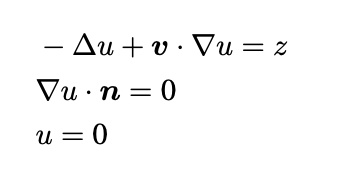 − Δu + v · ∇u = z
∇u · n = 0
u = 0